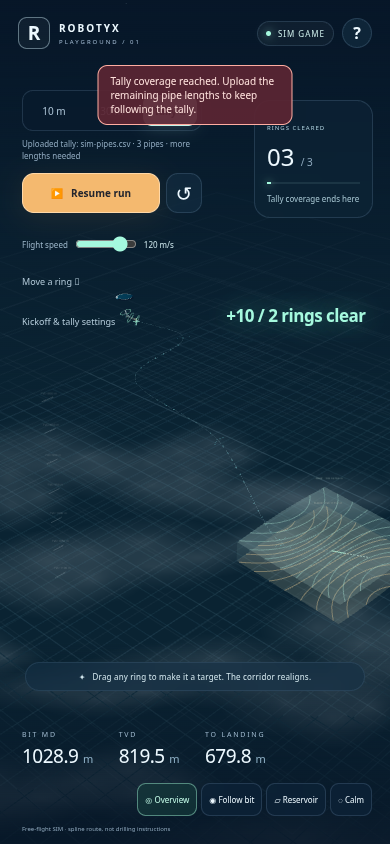 R
ROBOTYX
PLAYGROUND / 01
SIM GAME
?
Tally coverage reached. Upload the
remaining pipe lengths to keep
following the tally.
10 m
RINGS CLEARED
03 / 3
Tally coverage ends here
Uploaded tally: sim-pipes.csv · 3 pipes · more
lengths needed
Resume run
Flight speed
120 m/s
Move a ring
Kickoff & tally settings
+10 / 2 rings clear
Drag any ring to make it a target. The corridor realigns.
BIT MD
TVD
TO LANDING
1028.9 m
819.5 m
679.8 m
Overview
Follow bit
Reservoir
Calm
Free-flight SIM · spline route, not drilling instructions